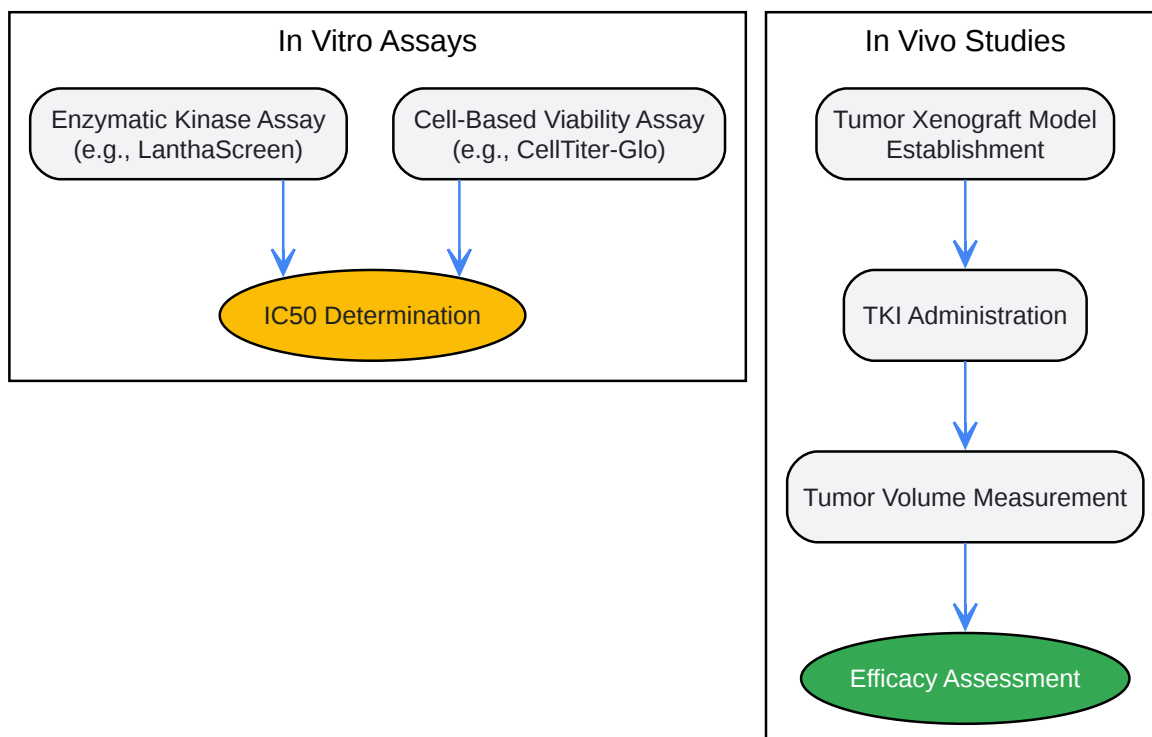 In Vitro Assays
Enzymatic Kinase Assay
(e.g., LanthaScreen)
Cell-Based Viability Assay
(e.g., CellTiter-Glo)
IC50 Determination
In Vivo Studies
Tumor Xenograft Model
Establishment
TKI Administration
Tumor Volume Measurement
Efficacy Assessment